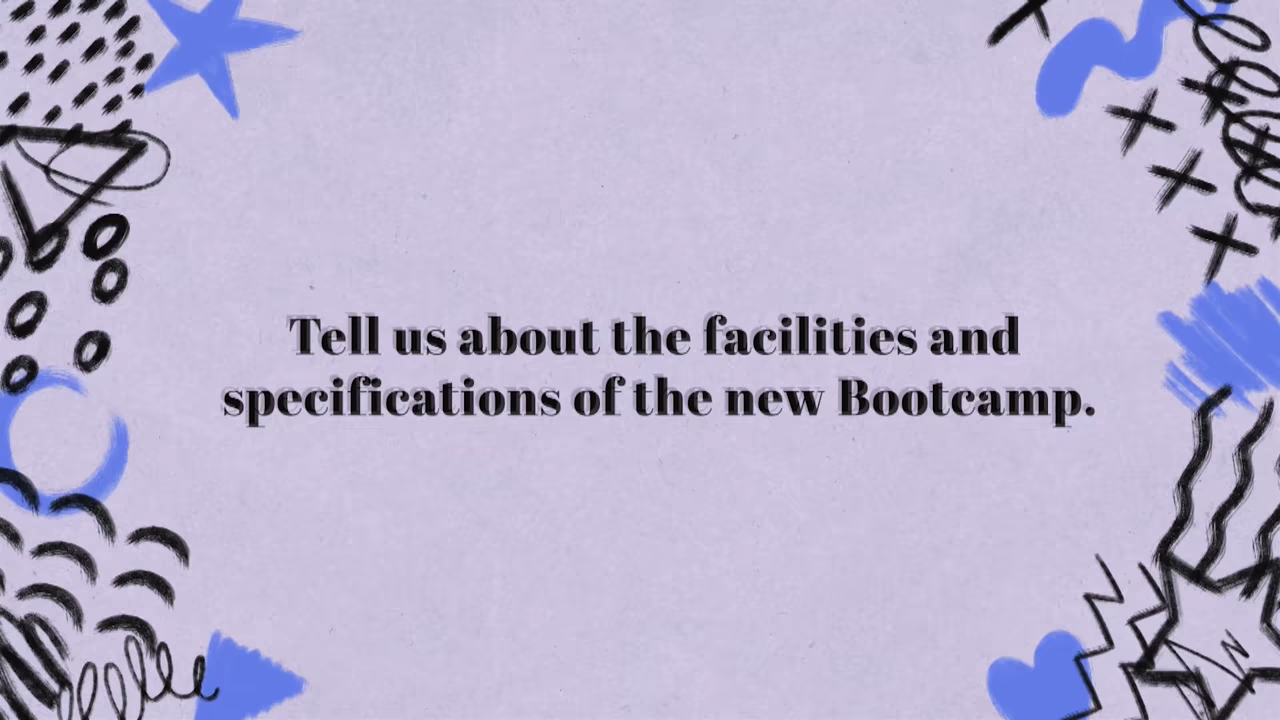 Tell us about the facilities and
specifications of the new Bootcamp.